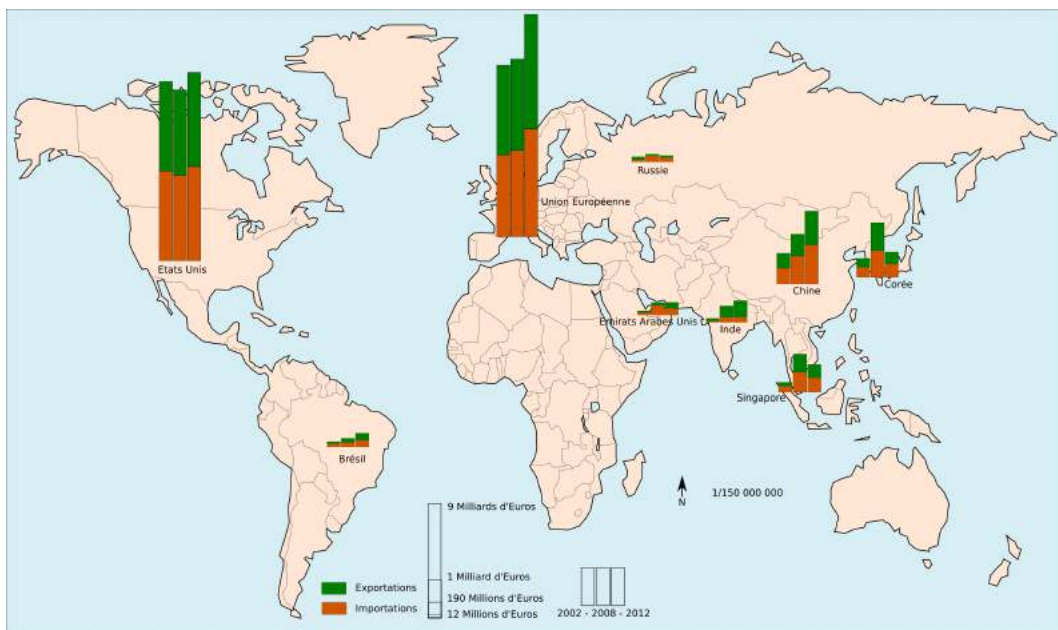 Russie
Union Européenne
Etats Unis
Chine
Corée
Emirats Arabes Unis
Inde
Singapore
Brésil
N
1/150 000 000
9 Milliards d'Euros
1 Milliard d'Euros
190 Millions d'Euros
12 Millions d'Euros
Exportations
Importations
2002 - 2008 - 2012